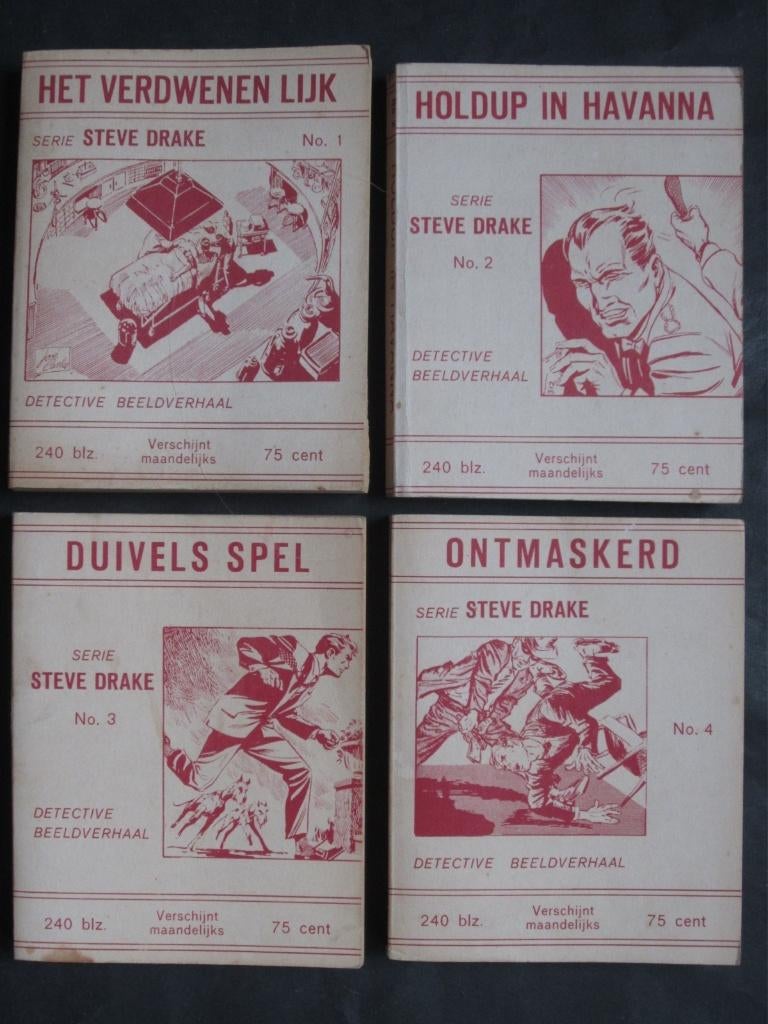 HET VERDWENEN LIJK
SERIE STEVE DRAKE No. 1
DETECTIVE BEELDVERHAAL
240 blz. Verschijnt maandelijks 75 cent
HOLDUP IN HAVANNA
SERIE
STEVE DRAKE
No. 2
DETECTIVE
BEELDVERHAAL
240 blz. Verschijnt maandelijks 75 cent
DUIVELS SPEL
SERIE
STEVE DRAKE
No. 3
DETECTIVE
BEELDVERHAAL
240 blz. Verschijnt maandelijks 75 cent
ONTMASKERD
SERIE STEVE DRAKE
No. 4
DETECTIVE BEELDVERHAAL
240 blz. Verschijnt maandelijks 75 cent